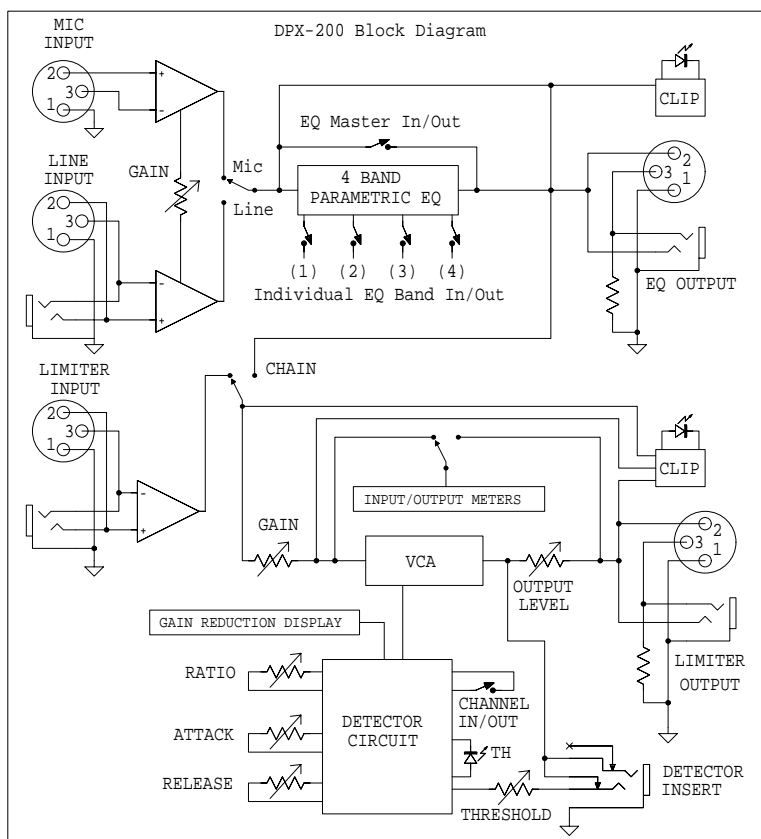 DPX-200 Block Diagram
MIC
INPUT
2
3
1
+
-
CLIP
EQ Master In/Out
LINE
INPUT
GAIN
Mic
Line
4 BAND
PARAMETRIC EQ
2
3
1
2
3
1
(1) (2) (3) (4)
Individual EQ Band In/Out
-
+
EQ OUTPUT
LIMITER
INPUT
CHAIN
2
3
1
-
+
CLIP
INPUT/OUTPUT METERS
GAIN
VCA
OUTPUT
LEVEL
2
3
1
GAIN REDUCTION DISPLAY
RATIO
ATTACK
RELEASE
DETECTOR
CIRCUIT
CHANNEL
IN/OUT
TH
THRESHOLD
LIMITER
OUTPUT
DETECTOR
INSERT